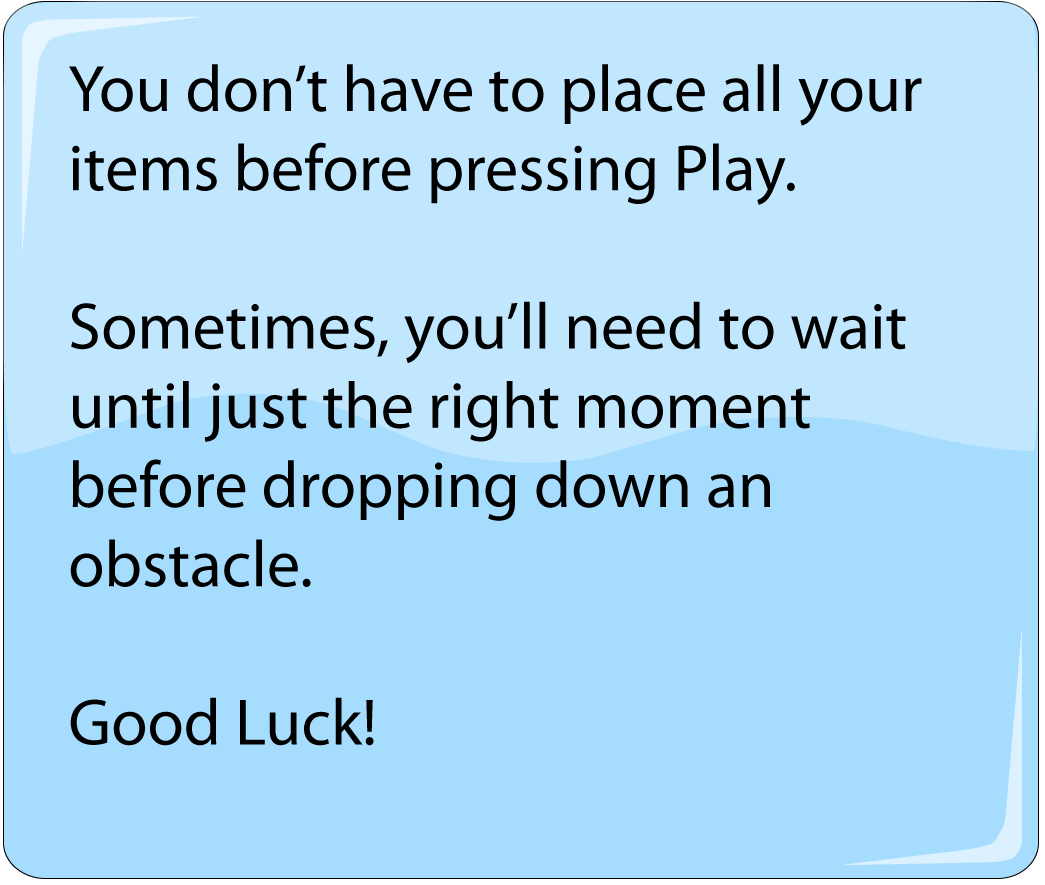 You don’t have to place all your
items before pressing Play.
Sometimes, you’ll need to wait
until just the right moment
before dropping down an
obstacle.
Good Luck!